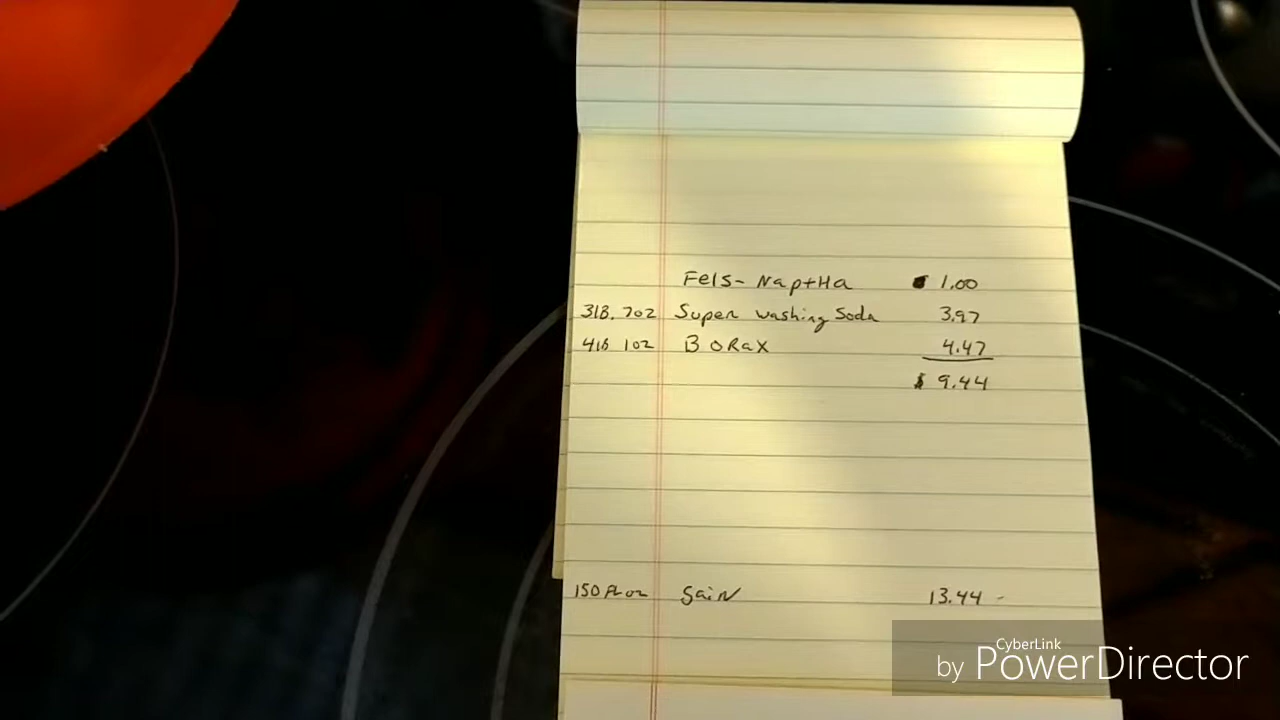 Fels-Naptha 1.00
3lB. 7oz Super washing Soda 3.97
4lB 1oz BORaX 4.47
$ 9.44
150 Fl oz gaiN 13.44 -
CyberLink
by PowerDirector